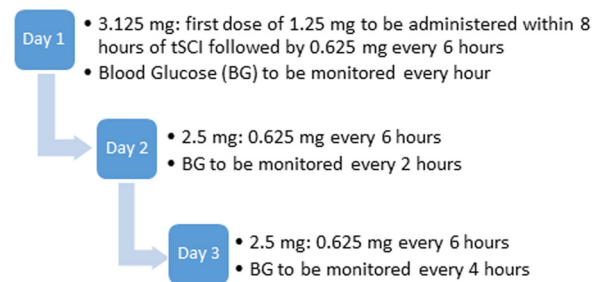 Day 1
• 3.125 mg: first dose of 1.25 mg to be administered within 8
hours of tSCI followed by 0.625 mg every 6 hours
• Blood Glucose (BG) to be monitored every hour
Day 2
• 2.5 mg: 0.625 mg every 6 hours
• BG to be monitored every 2 hours
Day 3
• 2.5 mg: 0.625 mg every 6 hours
• BG to be monitored every 4 hours